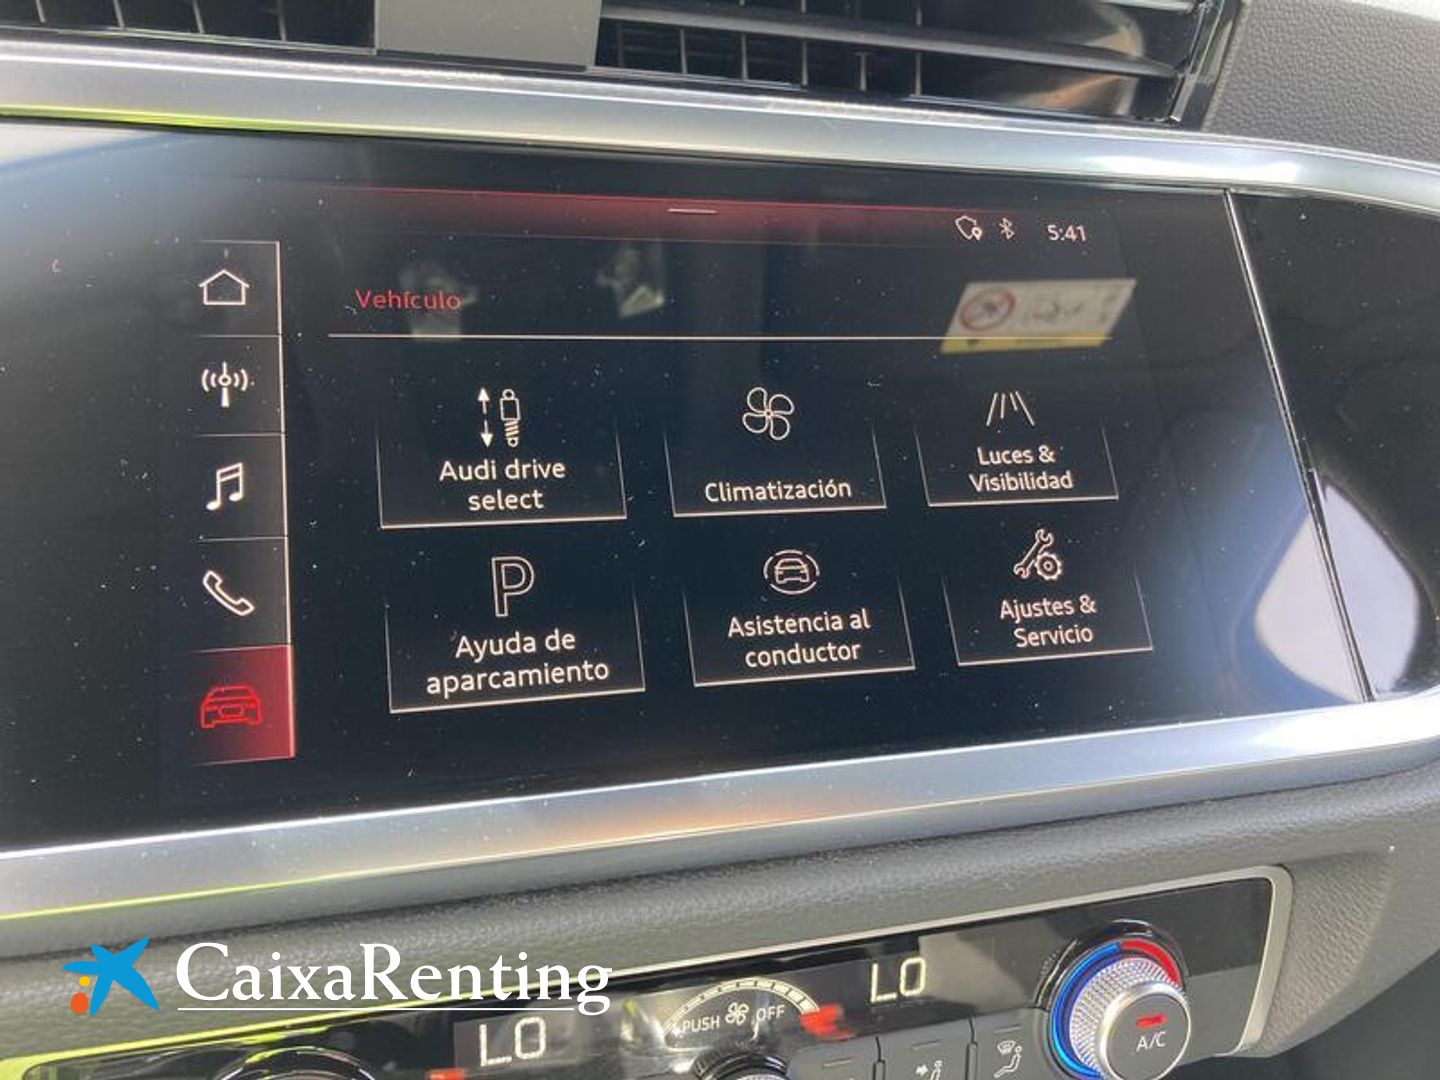 5:41
Vehículo
Audi drive
select
Climatización
Luces &
Visibilidad
Ayuda de
aparcamiento
Asistencia al
conductor
Ajustes &
Servicio
CaixaRenting
LO
PUSH OFF
LO
A/C